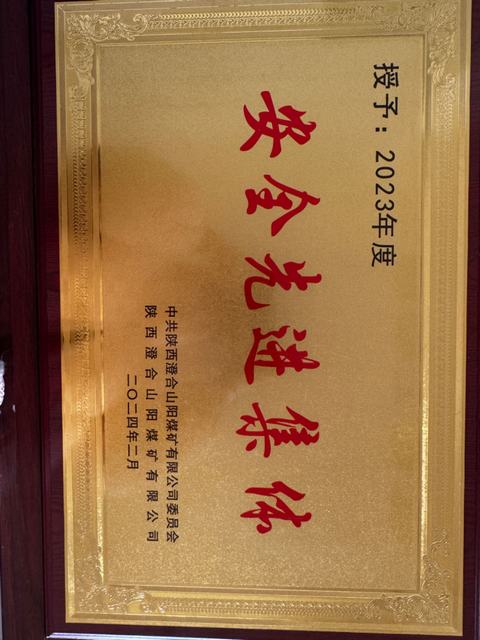 授予：2023年度
安全先进集体
中共陕西澄合山阳煤矿有限公司委员会
陕西澄合山阳煤矿有限公司
二〇二四年二月